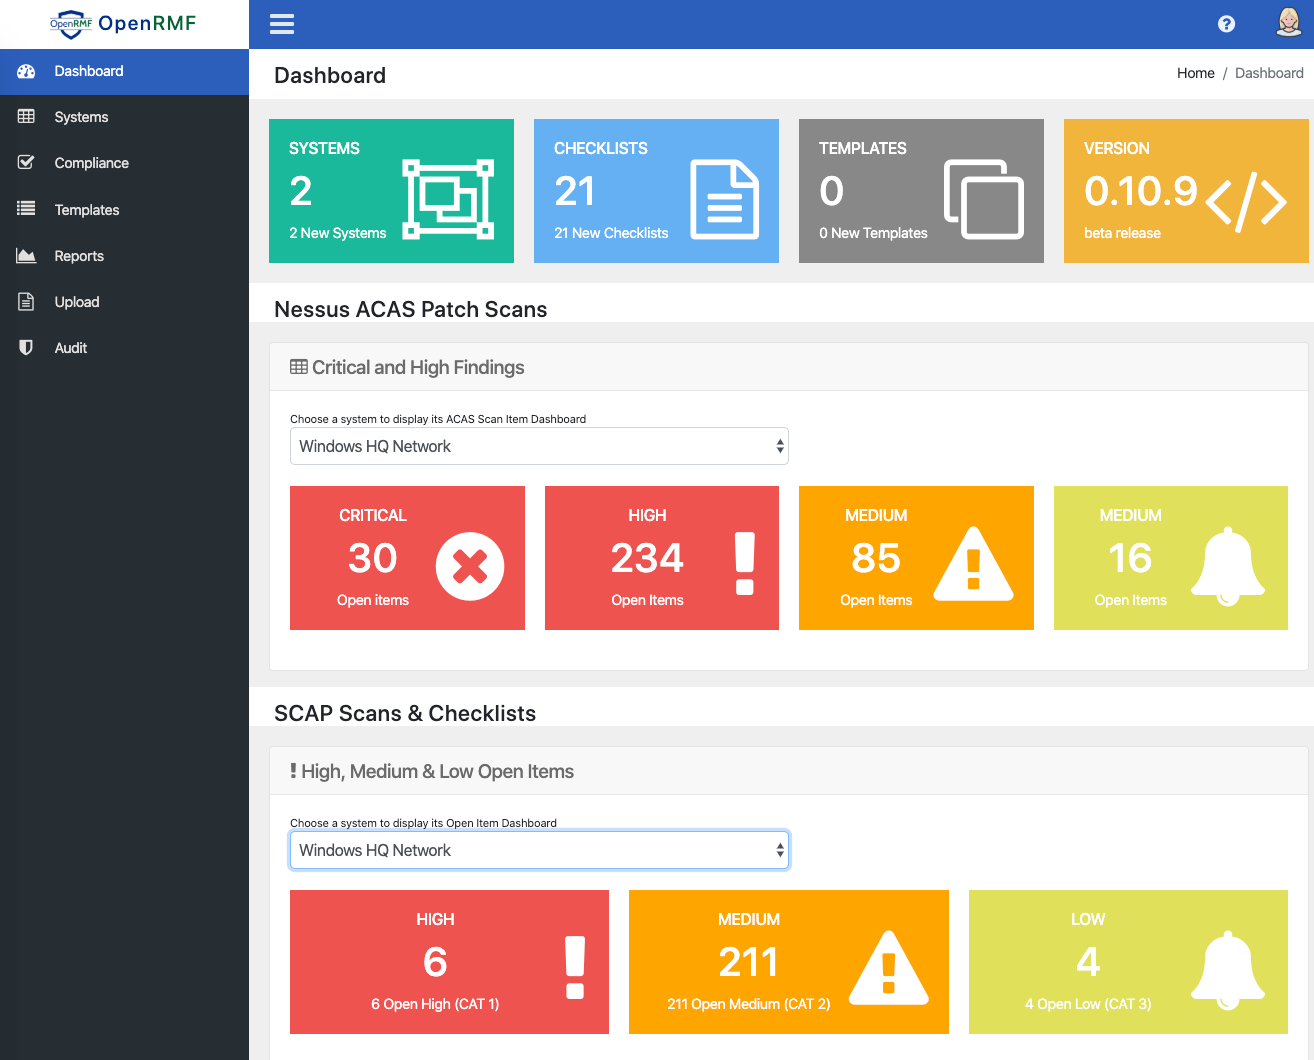 OpenRMF OpenRMF
Dashboard
Systems
Compliance
Templates
Reports
Upload
Audit
Dashboard
Home / Dashboard
SYSTEMS
2
2 New Systems
CHECKLISTS
21
21 New Checklists
TEMPLATES
0
0 New Templates
VERSION
0.10.9
beta release
Nessus ACAS Patch Scans
Critical and High Findings
Choose a system to display its ACAS Scan Item Dashboard
Windows HQ Network
CRITICAL
30
Open items
HIGH
234
Open Items
MEDIUM
85
Open Items
MEDIUM
16
Open Items
SCAP Scans & Checklists
High, Medium & Low Open Items
Choose a system to display its Open Item Dashboard
Windows HQ Network
HIGH
6
6 Open High (CAT 1)
MEDIUM
211
211 Open Medium (CAT 2)
LOW
4
4 Open Low (CAT 3)